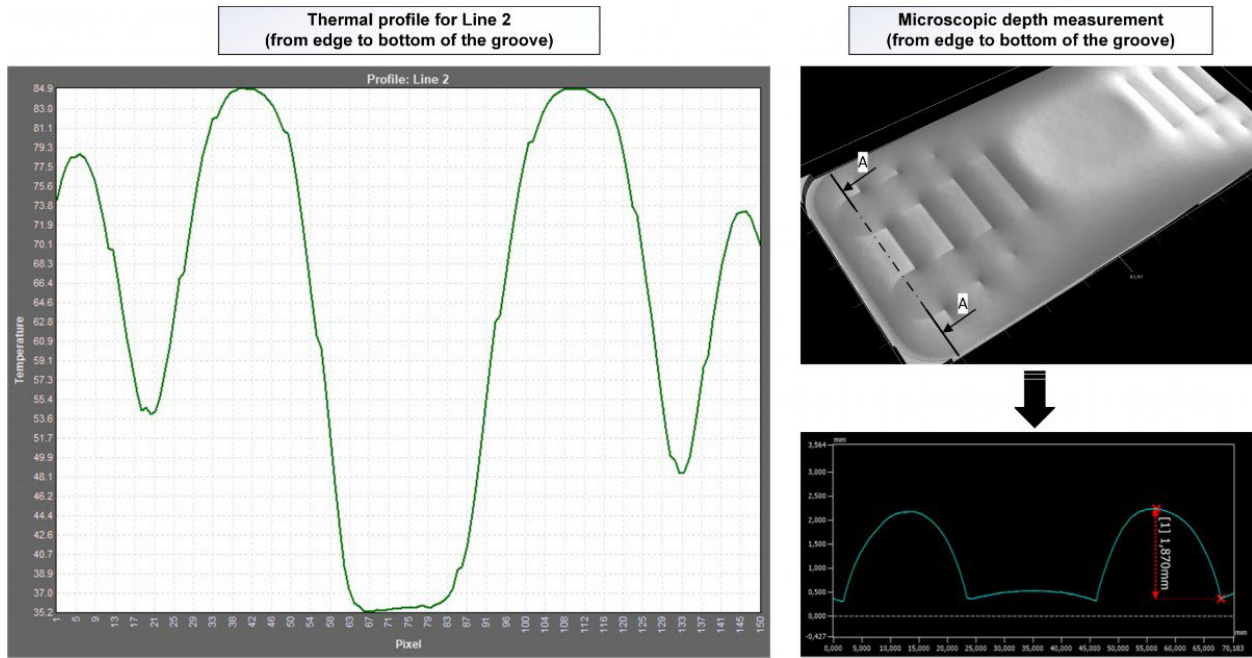 Thermal profile for Line 2
(from edge to bottom of the groove)
Microscopic depth measurement
(from edge to bottom of the groove)
Profile: Line 2
84.9
83.0
81.1
79.3
77.5
75.6
73.8
71.9
70.1
68.3
66.4
64.6
62.8
60.9
59.1
57.3
55.4
53.6
51.7
49.9
48.1
46.2
44.4
42.6
40.7
38.9
37.0
35.2
Temperature
1 5 9 13 17 21 25 29 33 38 42 46 50 54 58 63 67 71 75 79 83 87 91 96 100 104 108 112 116 121 125 129 133 137 141 145 150
Pixel
A
A
mm
3,564
3,000
2,500
2,000
1,500
1,000
0,500
0,000
-0,427
[1] 1,870mm
mm
0,000 5,000 10,000 15,000 20,000 25,000 30,000 35,000 40,000 45,000 50,000 55,000 60,000 65,000 70,183